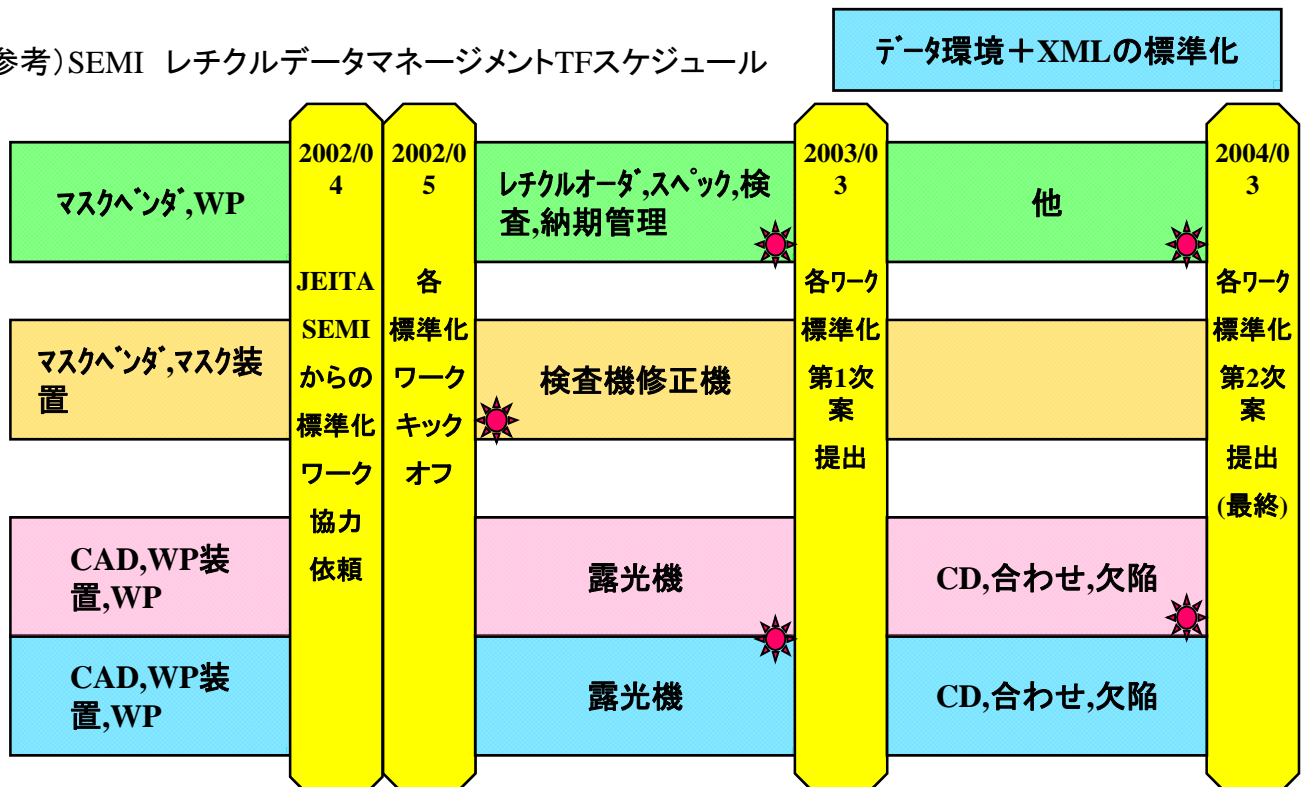 参考)SEMI レチクルデータマネージメントTFスケジュール
ﾃﾞｰﾀ環境＋XMLの標準化
マスクﾍﾞﾝﾀﾞ,WP
2002/0
4
JEITA
SEMI
からの
標準化
ワーク
協力
依頼
2002/0
5
各
標準化
ワーク
キック
オフ
ﾚﾁｸﾙｵｰﾀﾞ,ｽﾍﾟｯｸ,検
査,納期管理
2003/0
3
各ﾜｰｸ
標準化
第1次
案
提出
他
2004/0
3
各ﾜｰｸ
標準化
第2次
案
提出
(最終)
ﾏｽｸﾍﾞﾝﾀﾞ,ﾏｽｸ装
置
検査機修正機
CAD,WP装
置,WP
露光機
CD,合わせ,欠陥
CAD,WP装
置,WP
露光機
CD,合わせ,欠陥